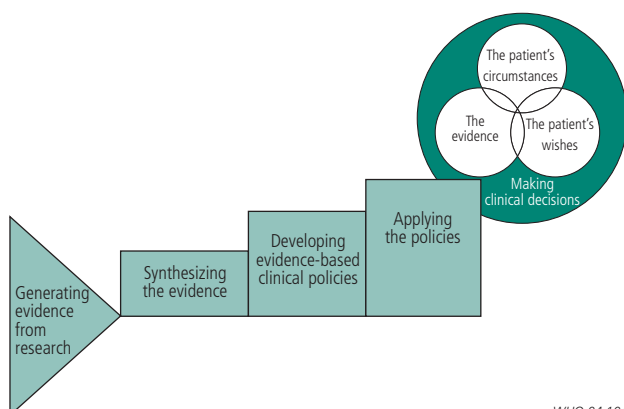 The patient's
circumstances
The
evidence
The patient's
wishes
Making
clinical decisions
Applying
the policies
Developing
evidence-based
clinical policies
Synthesizing
the evidence
Generating
evidence
from
research